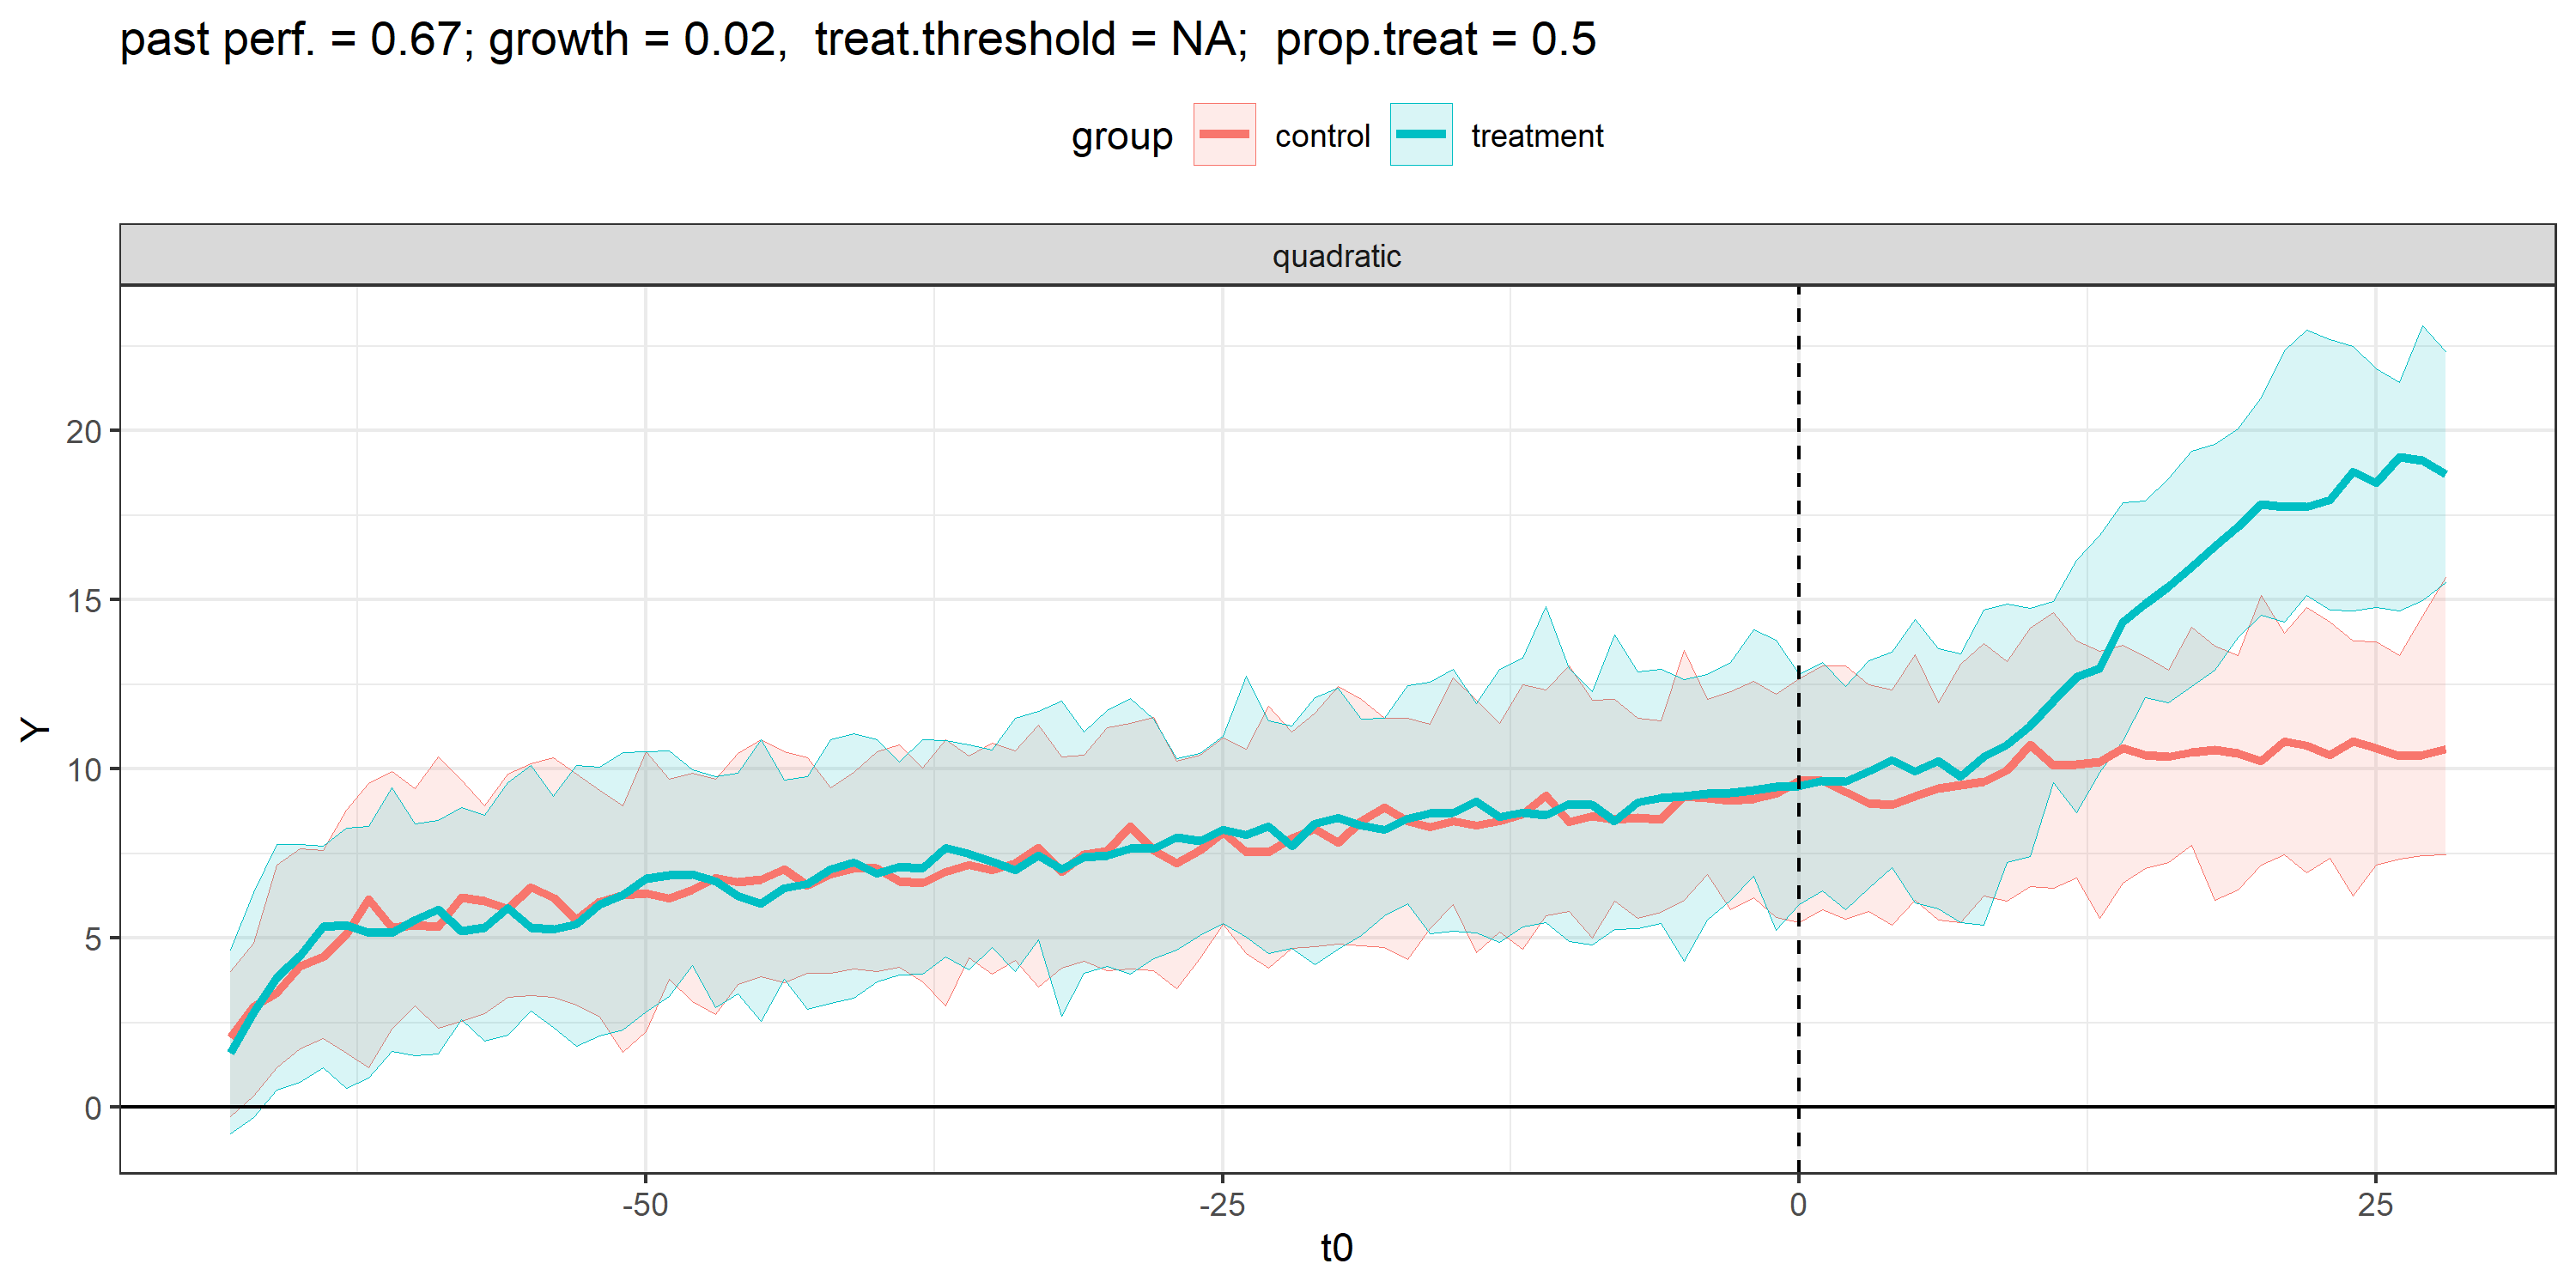 past perf. = 0.67; growth = 0.02,  treat.threshold = NA;  prop.treat = 0.5
group control treatment
quadratic
20
15
10
5
0
Y
-50 -25 0 25
t0